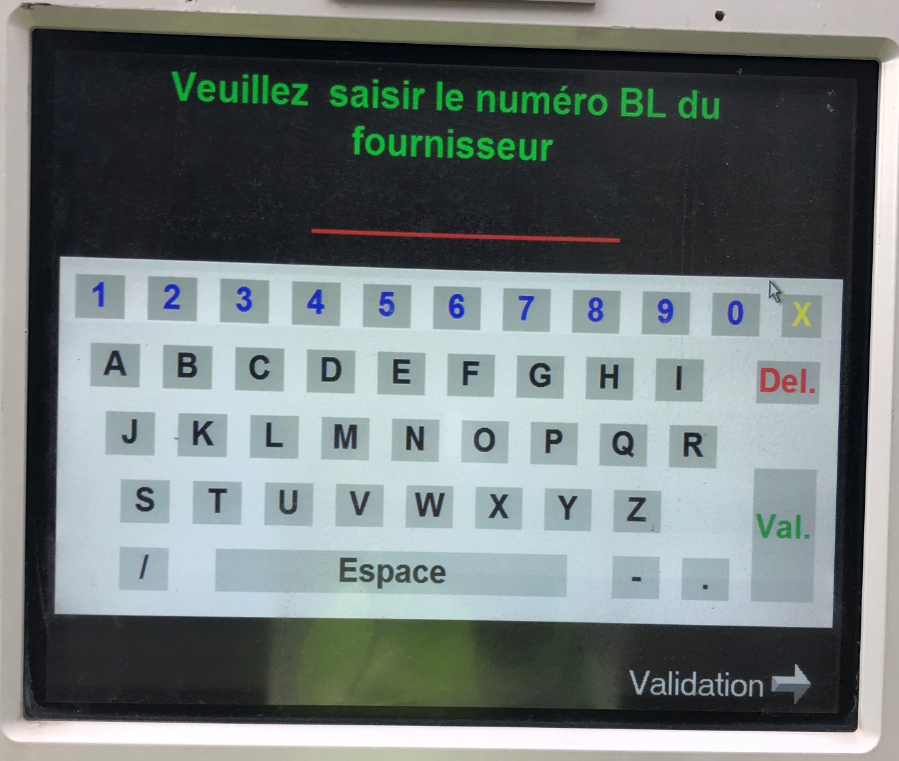 Veuillez saisir le numéro BL du
fournisseur
1 2 3 4 5 6 7 8 9 0 X
A B C D E F G H I Del.
J K L M N O P Q R
S T U V W X Y Z
Val.
/ Espace - .
Validation